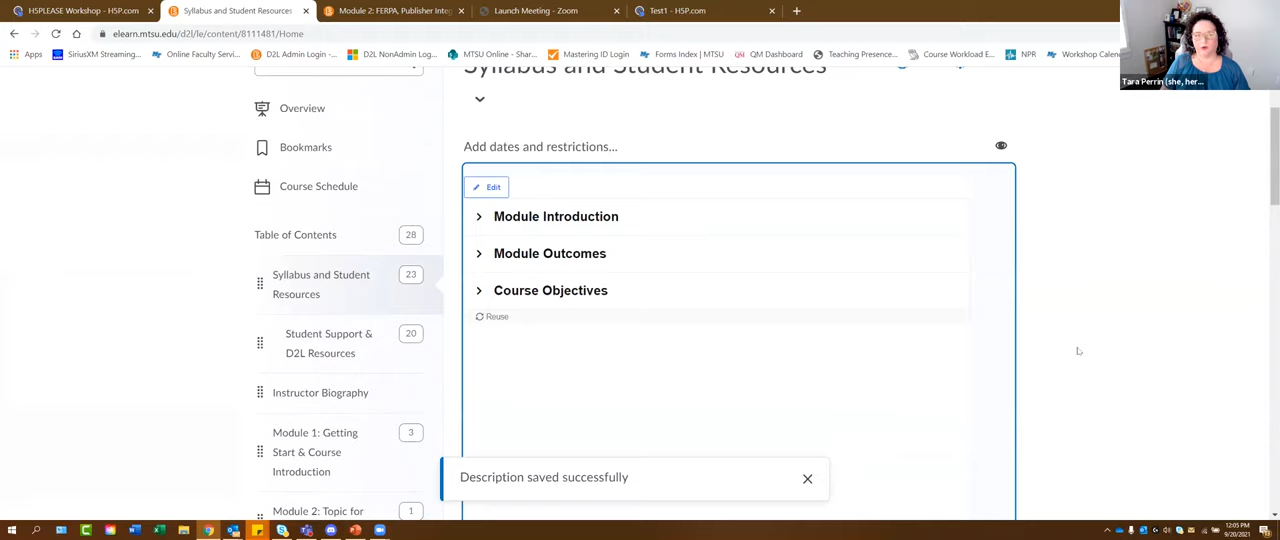 H5PLEASE Workshop - H5P.com
Syllabus and Student Resources
Module 2: FERPA, Publisher Inte
Launch Meeting - Zoom
Test1 - H5P.com
elearn.mtsu.edu/d2l/le/content/8111481/Home
Apps
SiriusXM Streaming...
Online Faculty Servi...
D2L Admin Login -...
D2L NonAdmin Log...
MTSU Online - Shar...
Mastering ID Login
Forms Index | MTSU
QM Dashboard
Teaching Presence...
Course Workload E...
NPR
Workshop Calen
Tara Perrin (she, her...
Syllabus and Student Resources
Overview
Bookmarks
Course Schedule
Table of Contents 28
Syllabus and Student 23
Resources
Student Support & 20
D2L Resources
Instructor Biography
Module 1: Getting 3
Start & Course
Introduction
Module 2: Topic for 1
Add dates and restrictions...
Edit
Module Introduction
Module Outcomes
Course Objectives
Reuse
Description saved successfully
12:05 PM
9/20/2021